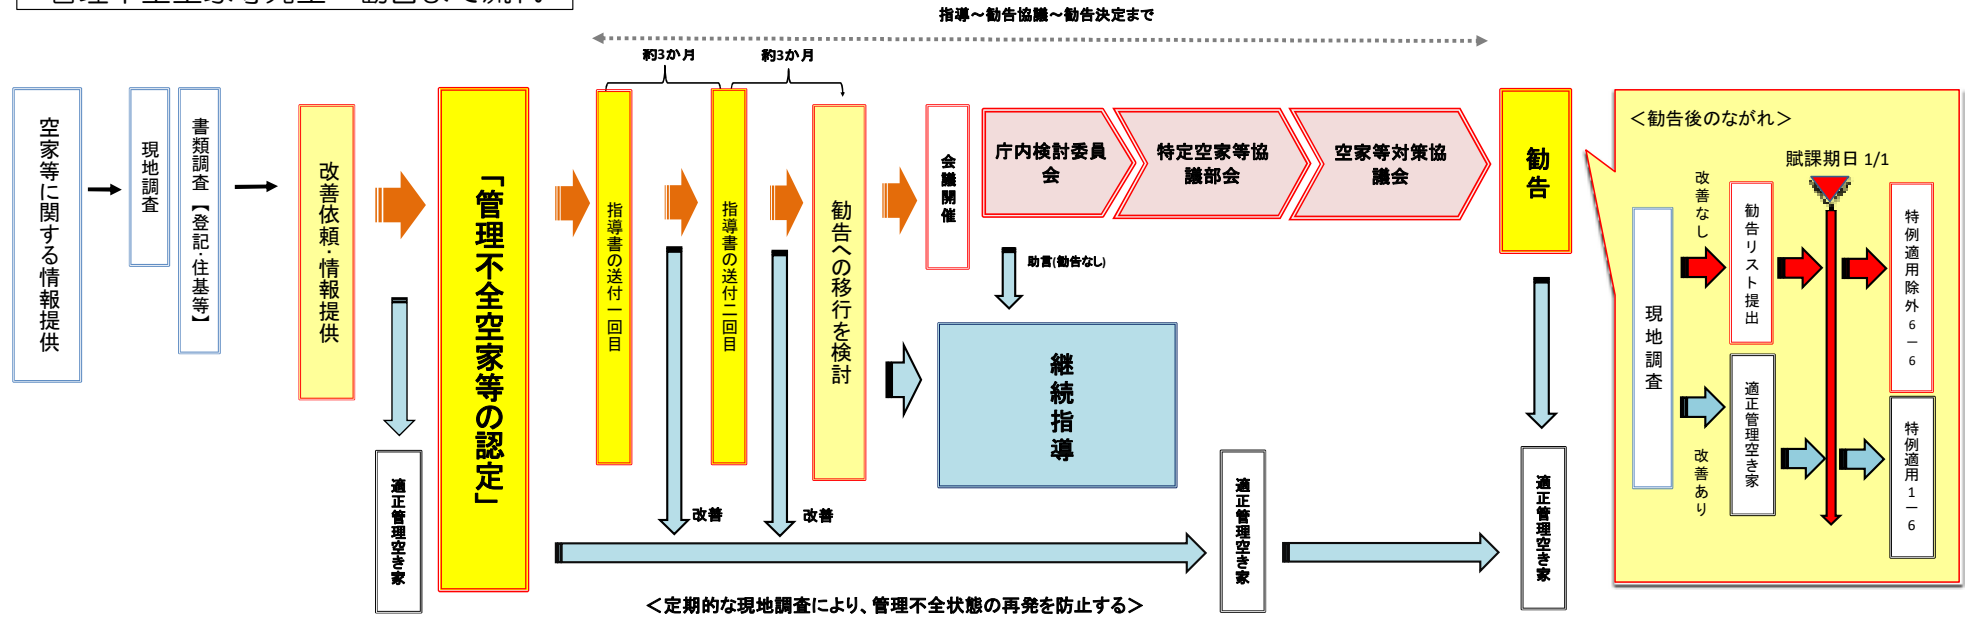 指導～勧告協議～勧告決定まで
約3か月
約3か月
空家等に関する情報提供
現地調査
書類調査【登記・住基等】
改善依頼・情報提供
「管理不全空家等の認定」
指導書の送付一回目
指導書の送付二回目
勧告への移行を検討
会議開催
庁内検討委員
会
特定空家等協
議部会
空家等対策協
議会
勧告
助言(勧告なし)
継続指導
適正管理空き家
改善
改善
適正管理空き家
適正管理空き家
＜定期的な現地調査により、管理不全状態の再発を防止する＞
＜勧告後のながれ＞
賦課期日 1/1
現地調査
改善なし
勧告リスト提出
特例適用除外6－6
改善あり
適正管理空き家
特例適用1－6